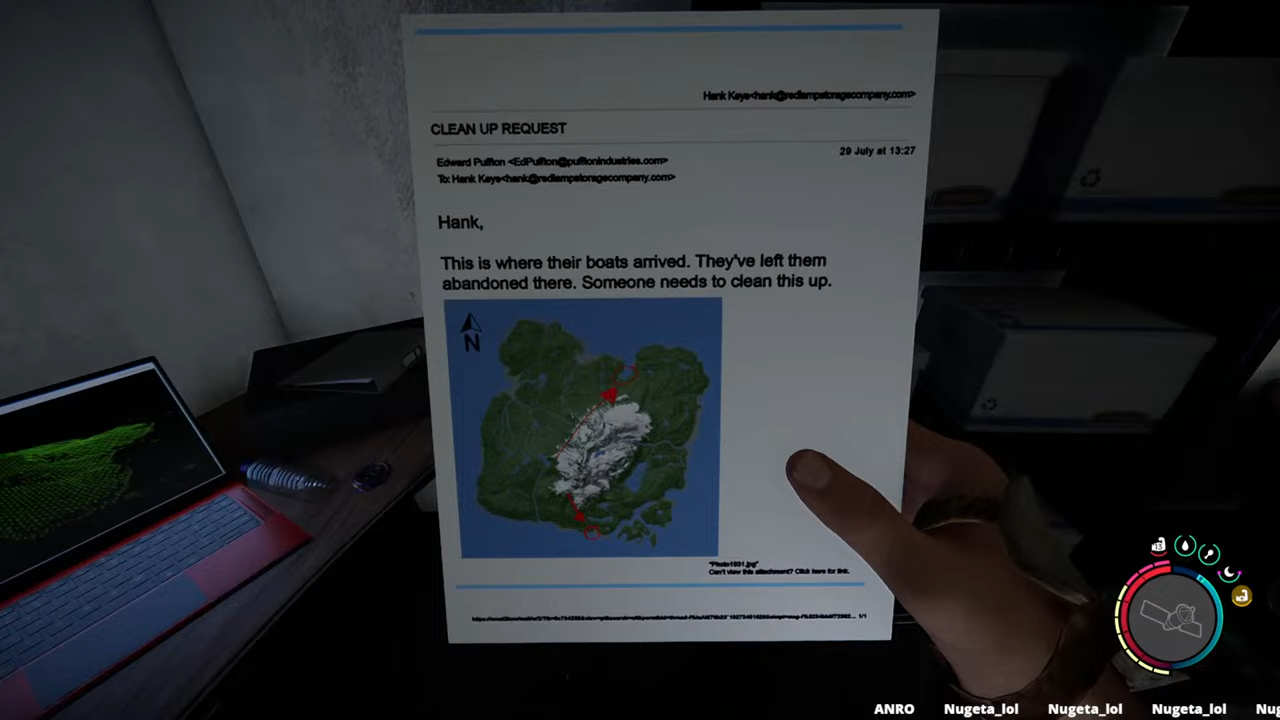 Hank Keye<hank@redlampstoragecompany.com>
CLEAN UP REQUEST
29 July at 13:27
Edward Puffton <EdPuffton@pufftonindustries.com>
To: Hank Keye<hank@redlampstoragecompany.com>
Hank,
This is where their boats arrived. They've left them
abandoned there. Someone needs to clean this up.
N
"Photo1931.jpg"
Can't view this attachment? Click here for link.
1/1
ANRO Nugeta_lol Nugeta_lol Nugeta_lol Nug